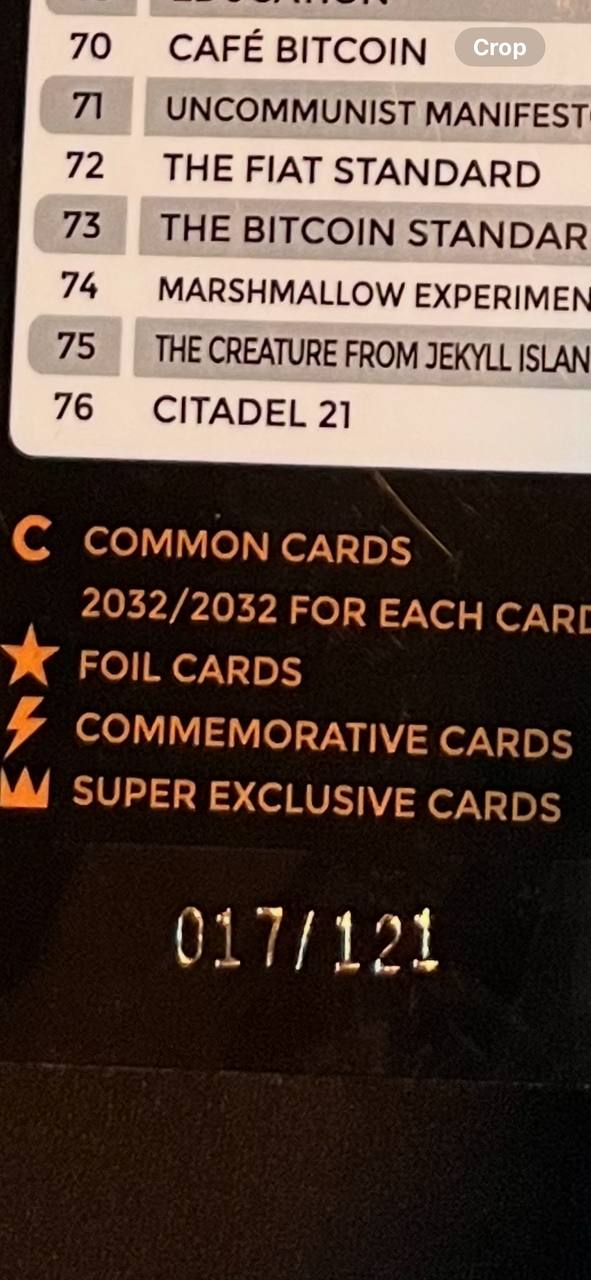 70 CAFÉ BITCOIN
Crop
71 UNCOMMUNIST MANIFESTO
72 THE FIAT STANDARD
73 THE BITCOIN STANDAR
74 MARSHMALLOW EXPERIMEN
75 THE CREATURE FROM JEKYLL ISLAN
76 CITADEL 21
C COMMON CARDS
2032/2032 FOR EACH CARD
FOIL CARDS
COMMEMORATIVE CARDS
SUPER EXCLUSIVE CARDS
017/121